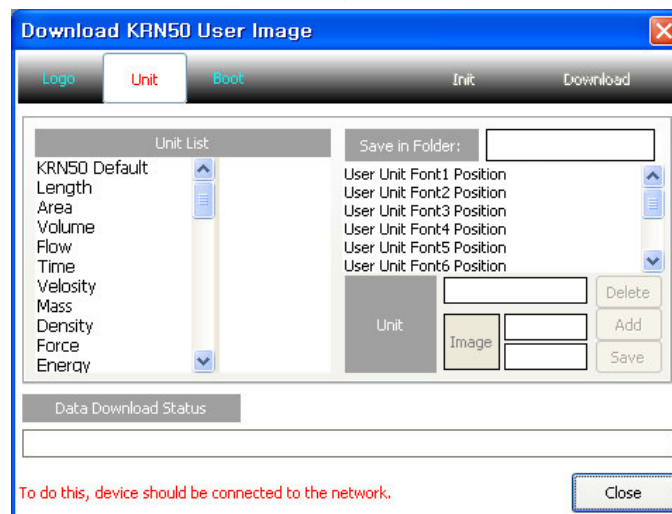 Download KRN50 User Image
Logo Unit Boot Init Download
Unit List
KRN50 Default
Length
Area
Volume
Flow
Time
Velosity
Mass
Density
Force
Energy
Save in Folder:
User Unit Font1 Position
User Unit Font2 Position
User Unit Font3 Position
User Unit Font4 Position
User Unit Font5 Position
User Unit Font6 Position
Unit
Image
Delete
Add
Save
Data Download Status
To do this, device should be connected to the network.
Close